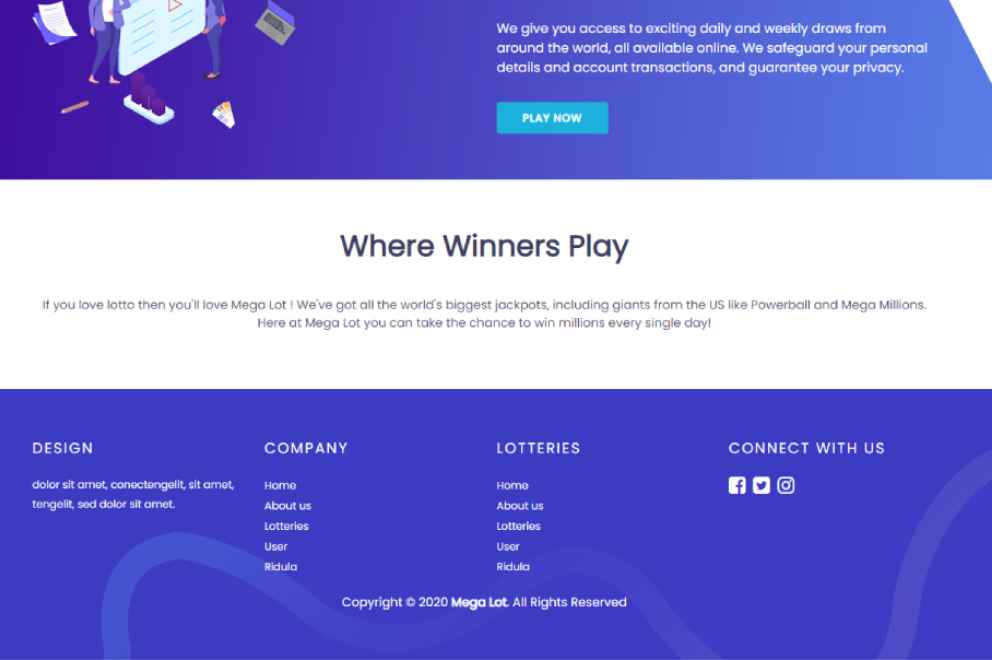 We give you access to exciting daily and weekly draws from
around the world, all available online. We safeguard your personal
details and account transactions, and guarantee your privacy.
PLAY NOW
Where Winners Play
If you love lotto then you'll love Mega Lot ! We've got all the world's biggest jackpots, including giants from the US like Powerball and Mega Millions.
Here at Mega Lot you can take the chance to win millions every single day!
DESIGN
dolor sit amet, conectengelit, sit amet,
tengelit, sed dolor sit amet.
COMPANY
Home
About us
Lotteries
User
Ridula
LOTTERIES
Home
About us
Lotteries
User
Ridula
CONNECT WITH US
Copyright © 2020 Mega Lot. All Rights Reserved